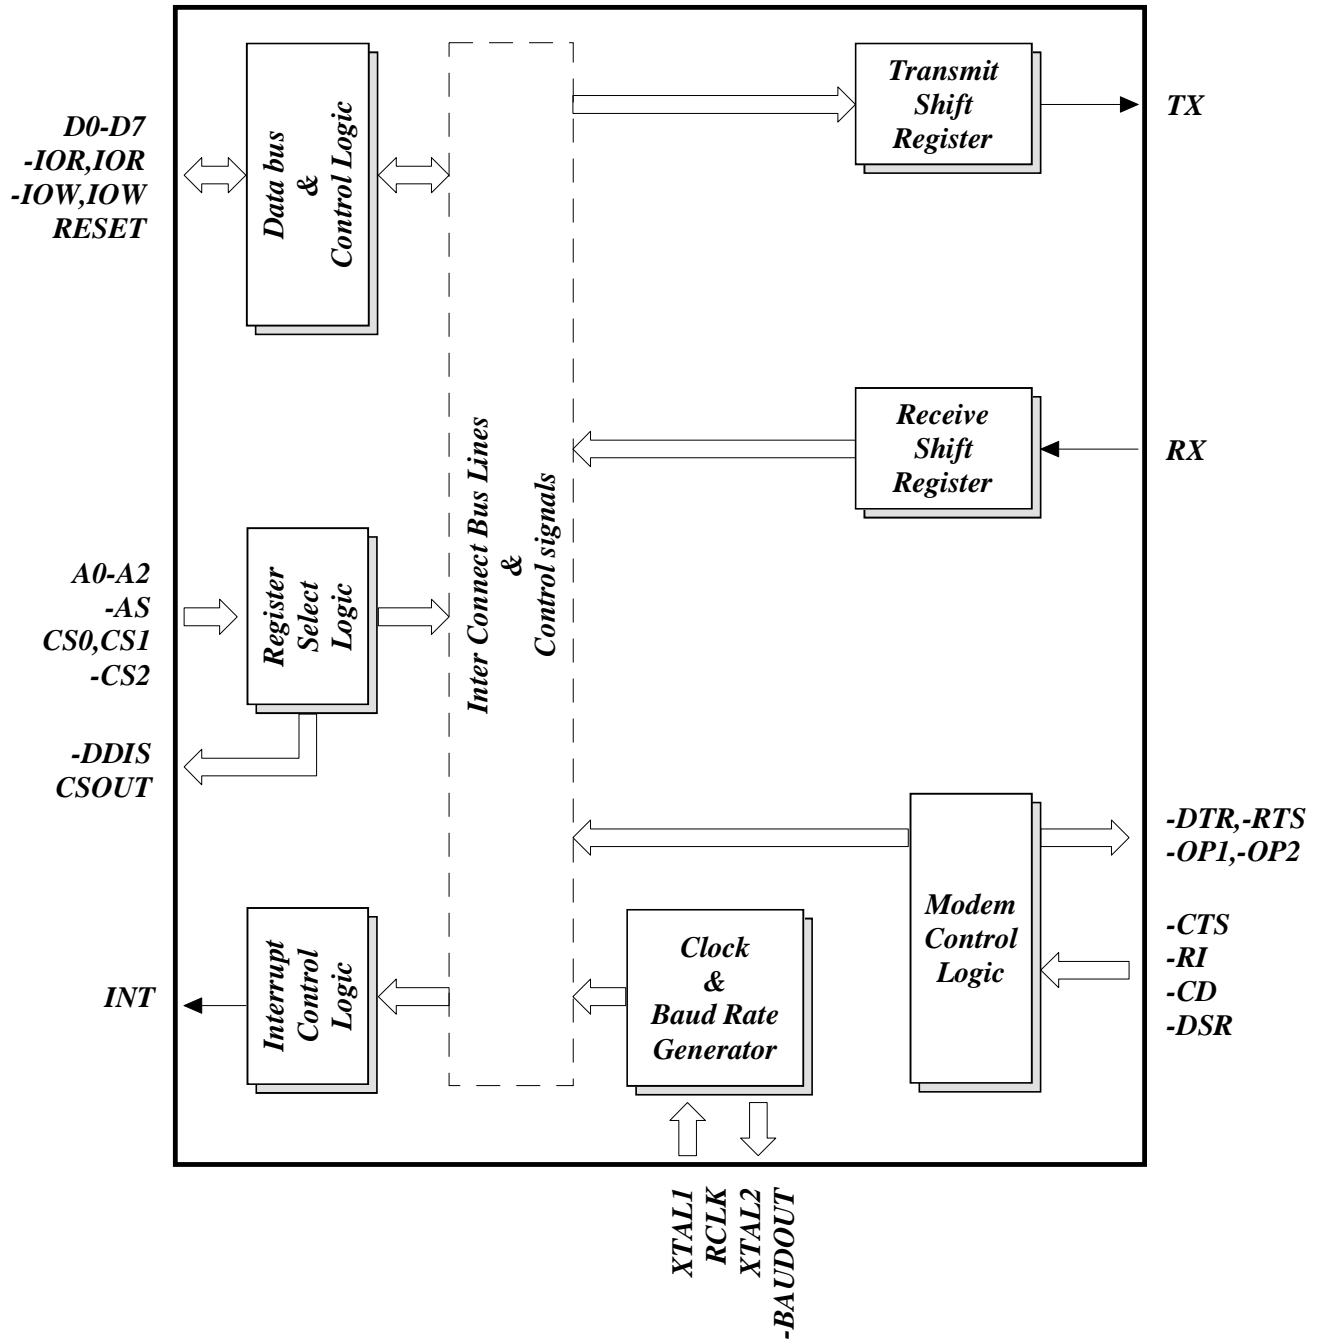 D0-D7
-IOR,IOR
-IOW,IOW
RESET
Data bus
&
Control Logic
Transmit
Shift
Register
TX
Receive
Shift
Register
RX
Inter Connect Bus Lines
&
Control signals
A0-A2
-AS
CS0,CS1
-CS2
Register
Select
Logic
-DDIS
CSOUT
-DTR,-RTS
-OP1,-OP2
Modem
Control
Logic
-CTS
-RI
-CD
-DSR
INT
Interrupt
Control
Logic
Clock
&
Baud Rate
Generator
XTAL1
RCLK
XTAL2
-BAUDOUT